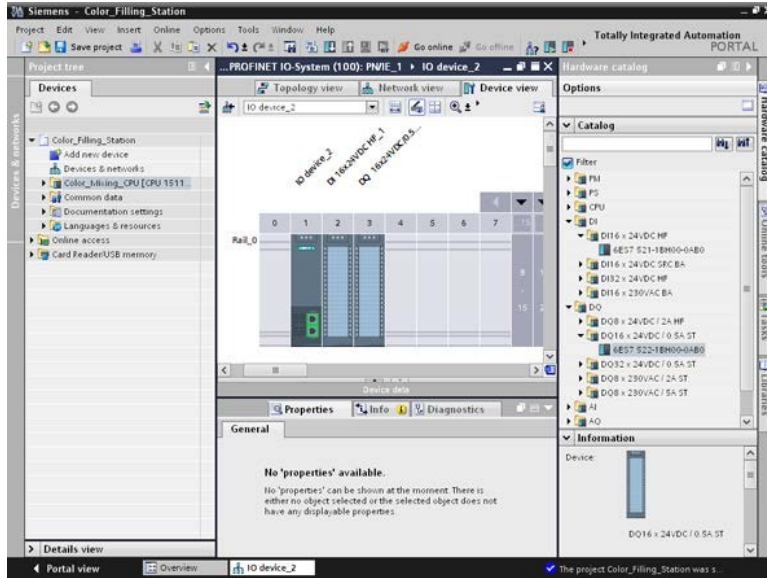 Siemens - Color_Filling_Station
Project Edit View Insert Online Options Tools Window Help
Save project
Go online
Go offline
Totally Integrated Automation
PORTAL
Project tree
Devices
Color_Filling_Station
Add new device
Devices & networks
Color_Mixing_CPU [CPU 1511...
Common data
Documentation settings
Languages & resources
Online access
Card Reader/USB memory
Details view
Devices & networks
...PROFINET IO-System (100): PN/IE_1 ▸ IO device_2
Topology view Network view Device view
IO device_2
IO device_2
DI 16x24VDC HF_1
DQ 16x24VDC/0.5...
0 1 2 3 4 5 6 7
Rail_0
Device data
Properties Info Diagnostics
General
No 'properties' available.
No 'properties' can be shown at the moment. There is
either no object selected or the selected object does not
have any displayable properties.
Hardware catalog
Options
Catalog
Filter
PM
PS
CPU
DI
DI16 x 24VDC HF
6ES7 521-1BH00-0AB0
DI16 x 24VDC SRC BA
DI32 x 24VDC HF
DI16 x 230VAC BA
DQ
DQ8 x 24VDC / 2A HF
DQ16 x 24VDC / 0.5A ST
6ES7 522-1BH00-0AB0
DQ32 x 24VDC / 0.5A ST
DQ8 x 230VAC / 2A ST
DQ8 x 230VAC / 5A ST
AI
AQ
Information
Device:
DQ16 x 24VDC / 0.5A ST
Hardware catalog
Online tools
Tasks
Libraries
Portal view
Overview
IO device_2
The project Color_Filling_Station was s...